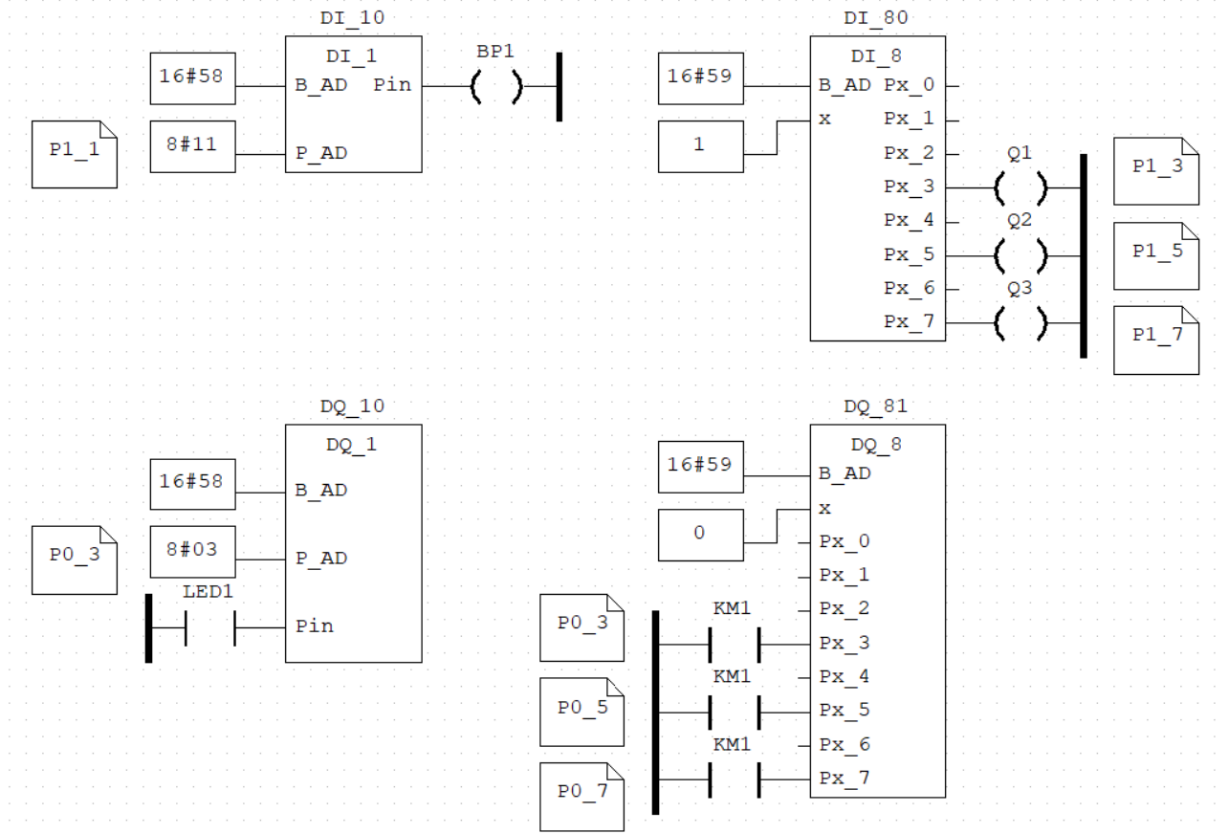 DI_10
DI_1
16#58
B_AD Pin
BP1
P1_1
8#11
P_AD
DI_80
DI_8
16#59
B_AD Px_0
1
x Px_1
Px_2
Px_3
Px_4
Px_5
Px_6
Px_7
Q1
Q2
Q3
P1_3
P1_5
P1_7
DQ_10
DQ_1
16#58
B_AD
P0_3
8#03
P_AD
LED1
Pin
DQ_81
DQ_8
16#59
B_AD
0
x
Px_0
Px_1
Px_2
P0_3
KM1
Px_3
KM1
Px_4
P0_5
Px_5
KM1
Px_6
P0_7
Px_7